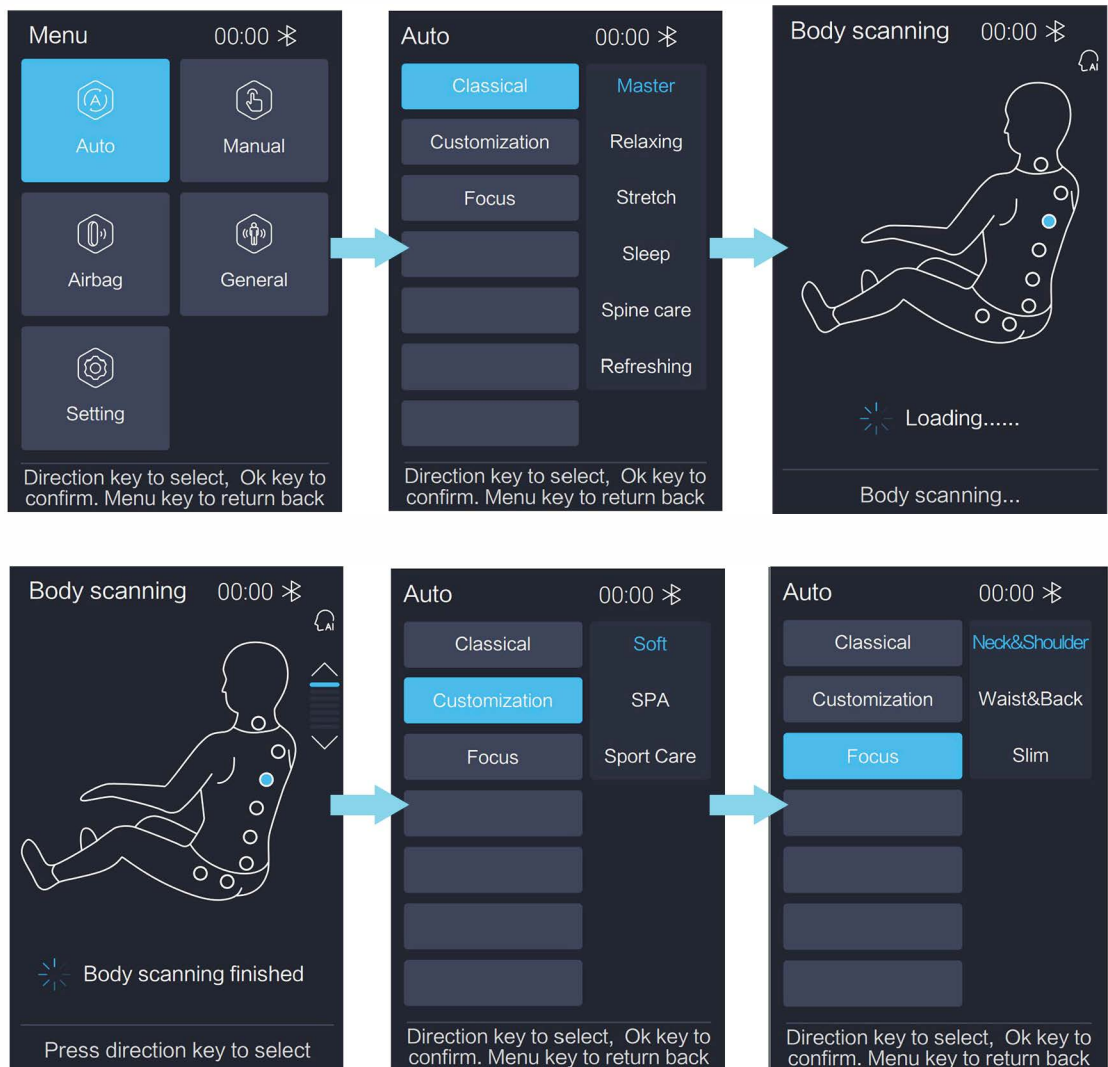 Menu 00:00
Auto Manual
Airbag General
Setting
Direction key to select, Ok key to
confirm. Menu key to return back
Auto 00:00
Classical Master
Customization Relaxing
Focus Stretch
Sleep
Spine care
Refreshing
Direction key to select, Ok key to
confirm. Menu key to return back
Body scanning 00:00
AI
Loading......
Body scanning...
Body scanning 00:00
AI
Body scanning finished
Press direction key to select
Auto 00:00
Classical Soft
Customization SPA
Focus Sport Care
Direction key to select, Ok key to
confirm. Menu key to return back
Auto 00:00
Classical Neck&Shoulder
Customization Waist&Back
Focus Slim
Direction key to select, Ok key to
confirm. Menu key to return back